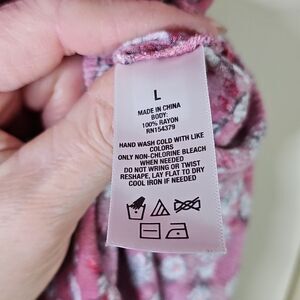 L
MADE IN CHINA
BODY:
100% RAYON
RN154379
HAND WASH COLD WITH LIKE
COLORS
ONLY NON-CHLORINE BLEACH
WHEN NEEDED
DO NOT WRING OR TWIST
RESHAPE, LAY FLAT TO DRY
COOL IRON IF NEEDED